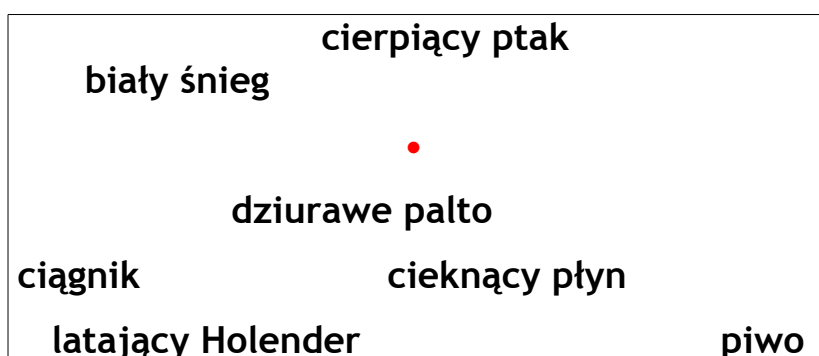 cierpiący ptak
biały śnieg
dziurawe palto
ciągnik
cieknący płyn
latający Holender
piwo